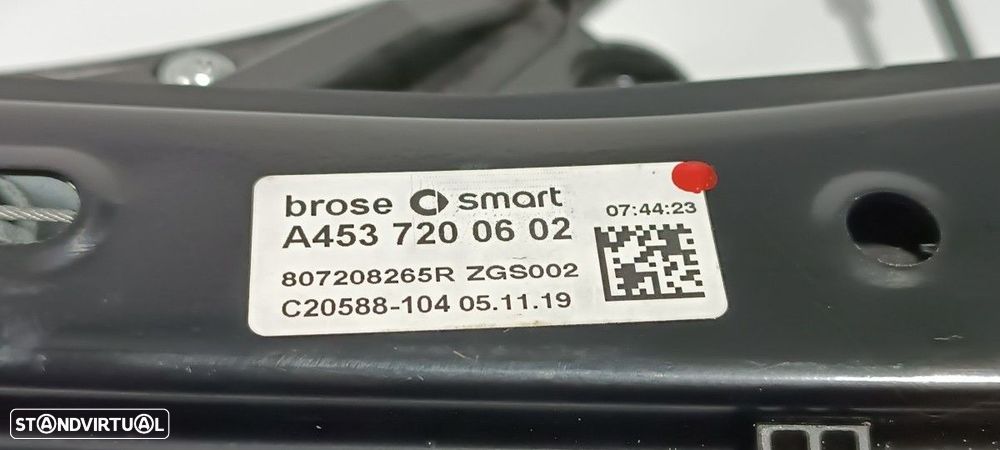 brose smart
07:44:23
A453 720 06 02
807208265R ZGS002
C20588-104 05.11.19
STANDVIRTUAL